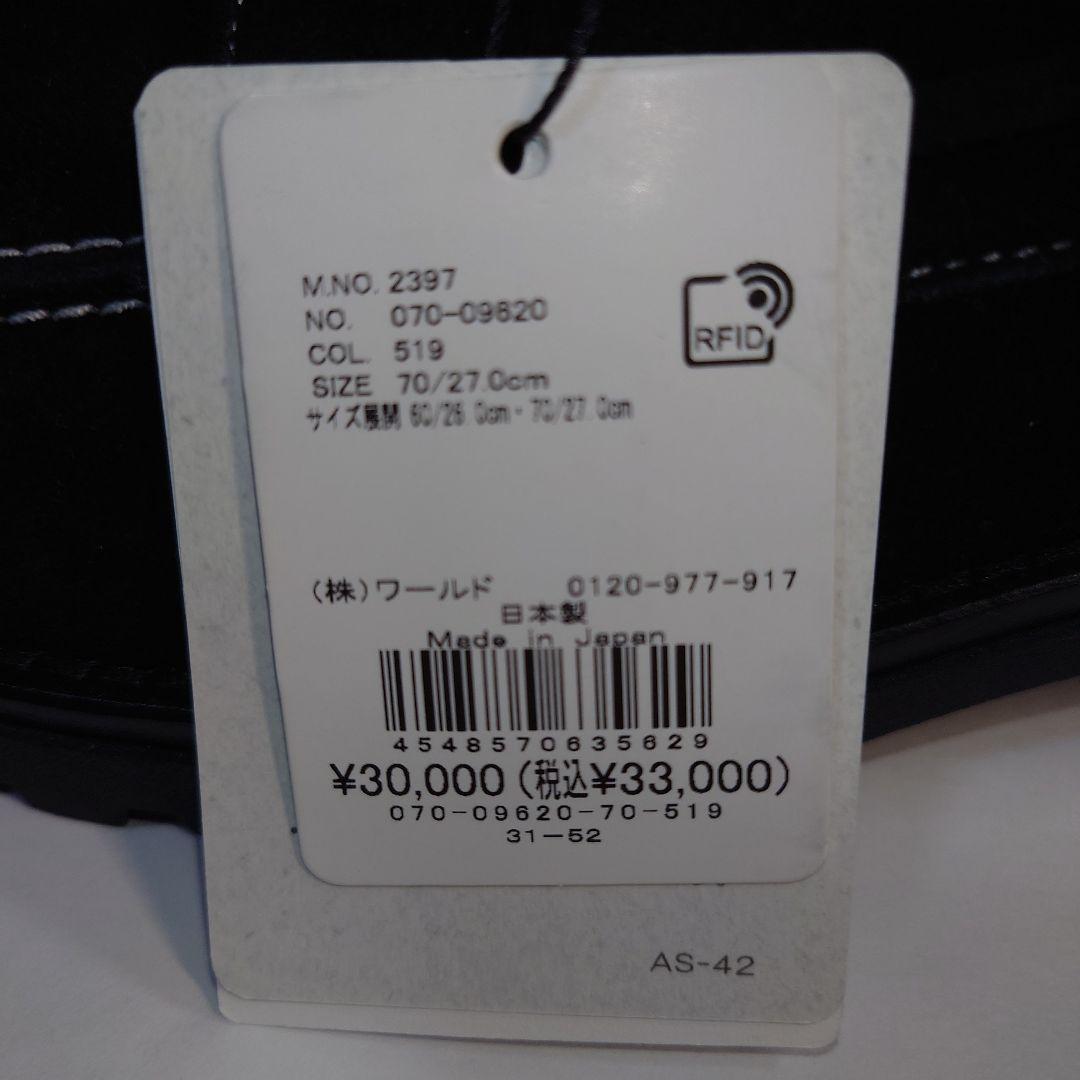 M.NO. 2397
NO. 070-09620
COL. 519
SIZE 70/27.0cm
サイズ展開 60/26.0cm・70/27.0cm
RFID
(株)ワールド 0120-977-917
日本製
Made in Japan
4548570635629
¥30,000(税込¥33,000)
070-09620-70-519
31-52
AS-42